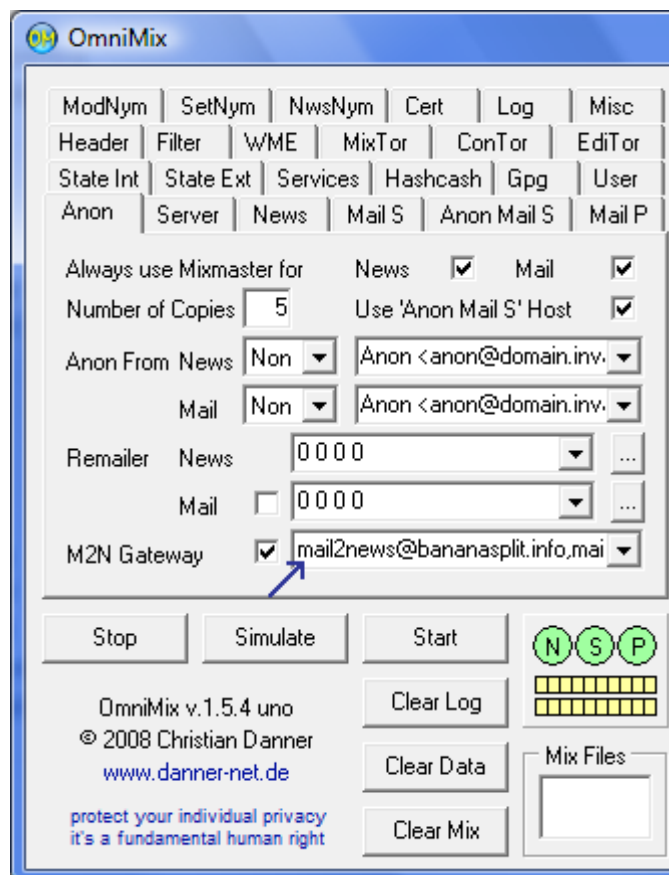 OmniMix
ModNym SetNym NwsNym Cert Log Misc
Header Filter WME MixTor ConTor EdiTor
State Int State Ext Services Hashcash Gpg User
Anon Server News Mail S Anon Mail S Mail P
Always use Mixmaster for News Mail
Number of Copies 5 Use 'Anon Mail S' Host
Anon From News Non Anon <anon@domain.inv.
Mail Non Anon <anon@domain.inv.
Remailer News 0 0 0 0 ...
Mail 0 0 0 0 ...
M2N Gateway mail2news@bananasplit.info,mai
Stop Simulate Start
N S P
OmniMix v.1.5.4 uno
© 2008 Christian Danner
www.danner-net.de
protect your individual privacy
it's a fundamental human right
Clear Log
Clear Data
Clear Mix
Mix Files